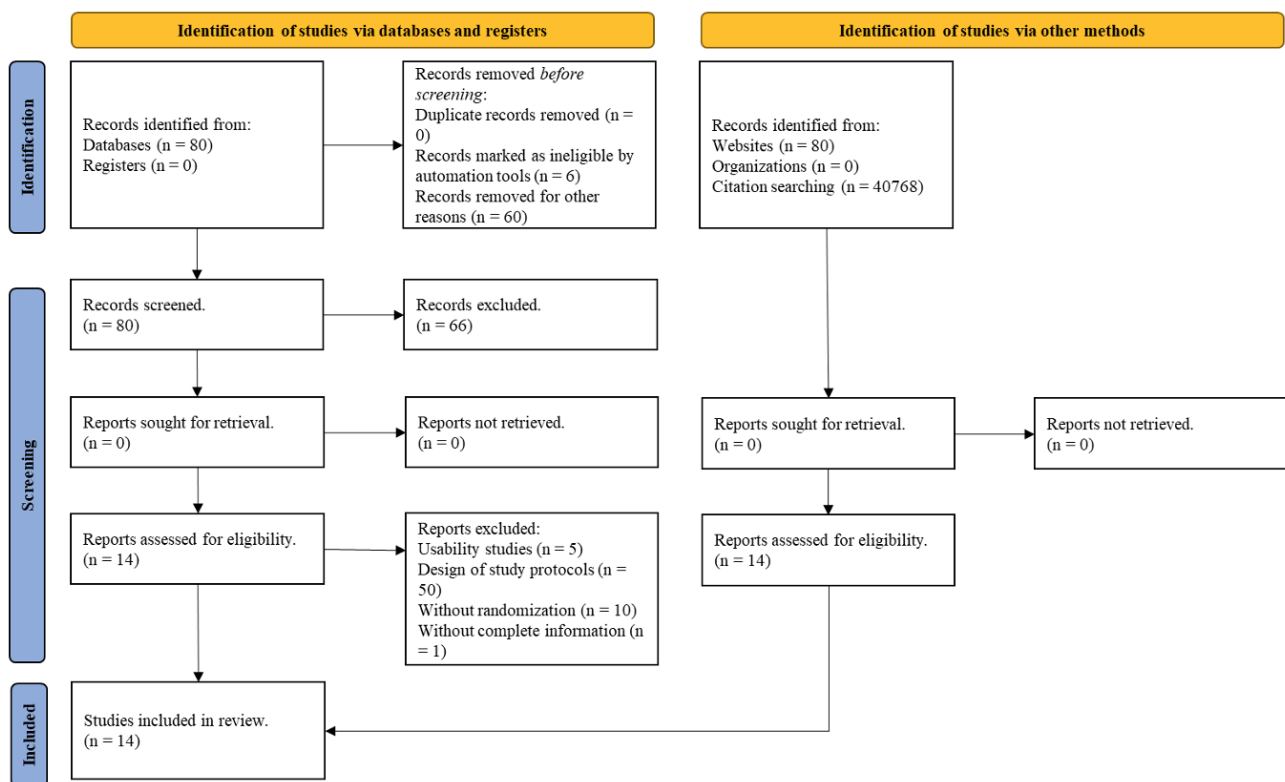 Identification of studies via databases and registers
Identification of studies via other methods
Identification
Records identified from:
Databases (n = 80)
Registers (n = 0)
Records removed before
screening:
Duplicate records removed (n =
0)
Records marked as ineligible by
automation tools (n = 6)
Records removed for other
reasons (n = 60)
Records identified from:
Websites (n = 80)
Organizations (n = 0)
Citation searching (n = 40768)
Screening
Records screened.
(n = 80)
Records excluded.
(n = 66)
Reports sought for retrieval.
(n = 0)
Reports not retrieved.
(n = 0)
Reports sought for retrieval.
(n = 0)
Reports not retrieved.
(n = 0)
Reports assessed for eligibility.
(n = 14)
Reports excluded:
Usability studies (n = 5)
Design of study protocols (n =
50)
Without randomization (n = 10)
Without complete information (n
= 1)
Reports assessed for eligibility.
(n = 14)
Included
Studies included in review.
(n = 14)